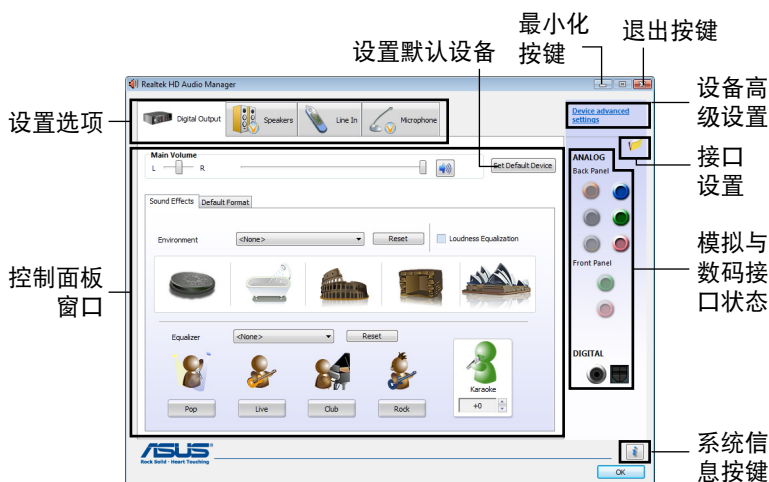 最小化
按键
退出按键
设置默认设备
Realtek HD Audio Manager
设置选项
Digital Output
Speakers
Line In
Microphone
Device advanced
settings
设备高
级设置
Main Volume
L
R
Set Default Device
ANALOG
Back Panel
接口
设置
Sound Effects
Default Format
Environment
<None>
Reset
Loudness Equalization
模拟与
数码接
口状态
Front Panel
控制面板
窗口
Equalizer
<None>
Reset
Karaoke
+0
Pop
Live
Club
Rock
DIGITAL
ASUS
Rock Solid · Heart Touching
系统信
息按键
OK